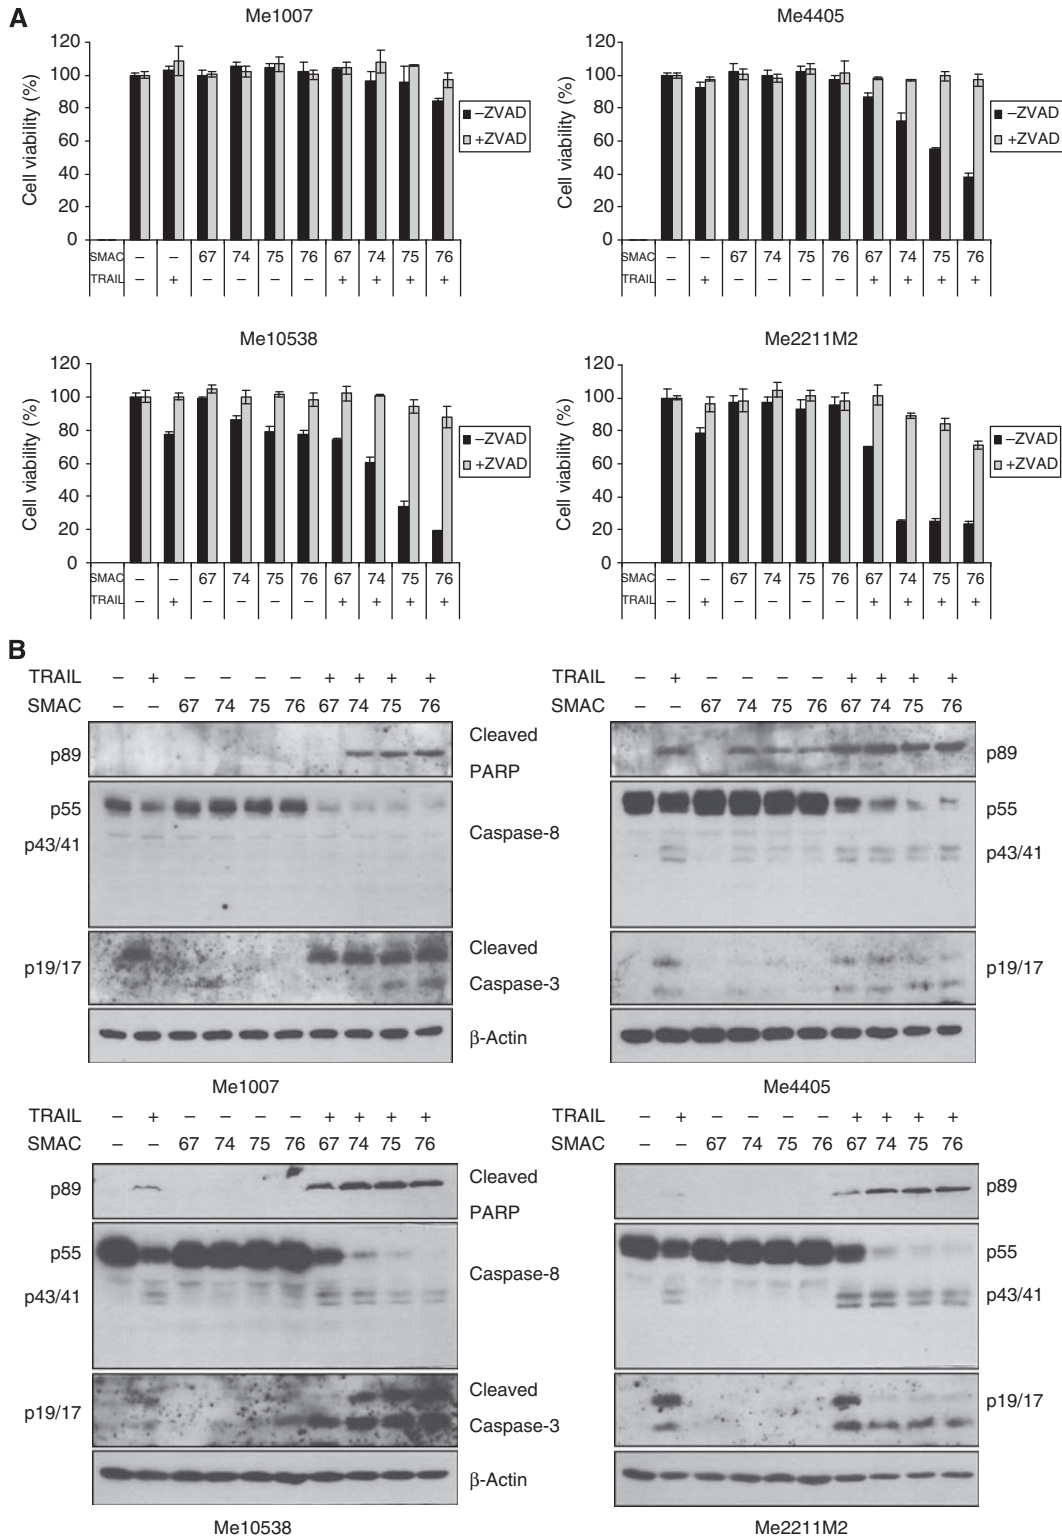 A
Me1007
Cell viability (%)
120
100
80
60
40
20
0
–ZVAD
+ZVAD
SMAC – – 67 74 75 76 67 74 75 76
TRAIL – + – – – – + + + +
Me4405
Cell viability (%)
120
100
80
60
40
20
0
–ZVAD
+ZVAD
SMAC – – 67 74 75 76 67 74 75 76
TRAIL – + – – – – + + + +
Me10538
Cell viability (%)
120
100
80
60
40
20
0
–ZVAD
+ZVAD
SMAC – – 67 74 75 76 67 74 75 76
TRAIL – + – – – – + + + +
Me2211M2
Cell viability (%)
120
100
80
60
40
20
0
–ZVAD
+ZVAD
SMAC – – 67 74 75 76 67 74 75 76
TRAIL – + – – – – + + + +
B
TRAIL – + – – – – + + + +
SMAC – – 67 74 75 76 67 74 75 76
p89
p55
p43/41
p19/17
Cleaved
PARP
Caspase-8
Cleaved
Caspase-3
β-Actin
Me1007
TRAIL – + – – – – + + + +
SMAC – – 67 74 75 76 67 74 75 76
p89
p55
p43/41
p19/17
Me4405
TRAIL – + – – – – + + + +
SMAC – – 67 74 75 76 67 74 75 76
p89
p55
p43/41
p19/17
Cleaved
PARP
Caspase-8
Cleaved
Caspase-3
β-Actin
Me10538
TRAIL – + – – – – + + + +
SMAC – – 67 74 75 76 67 74 75 76
p89
p55
p43/41
p19/17
Me2211M2